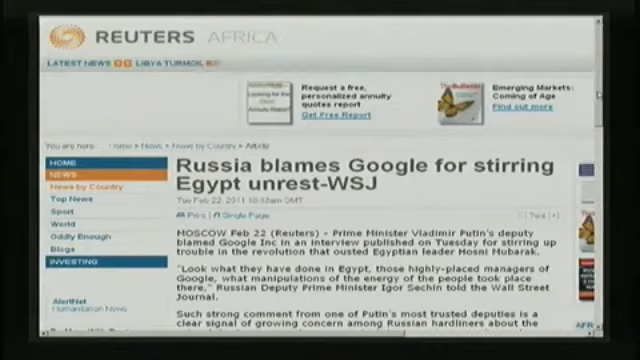 REUTERS AFRICA
LATEST NEWS LIBYA TURMOIL
Request a free,
personalized annuity
quotes report
Get Free Report
The Bulletin
Emerging Markets:
Coming of Age
Find out more
You are here: Home > News > News by Country > Article
HOME
NEWS
News by Country
Top News
Sport
World
Oddly Enough
Blogs
INVESTING
AlertNet
Humanitarian News
Russia blames Google for stirring
Egypt unrest-WSJ
Tue Feb 22, 2011 10:13am GMT
Print | Single Page
[-] Text [+]
MOSCOW Feb 22 (Reuters) - Prime Minister Vladimir Putin's deputy
blamed Google Inc in an interview published on Tuesday for stirring up
trouble in the revolution that ousted Egyptian leader Hosni Mubarak.
"Look what they have done in Egypt, those highly-placed managers of
Google, what manipulations of the energy of the people took place
there," Russian Deputy Prime Minister Igor Sechin told the Wall Street
Journal.
Such strong comment from one of Putin's most trusted deputies is a
clear signal of growing concern among Russian hardliners about the
AFR